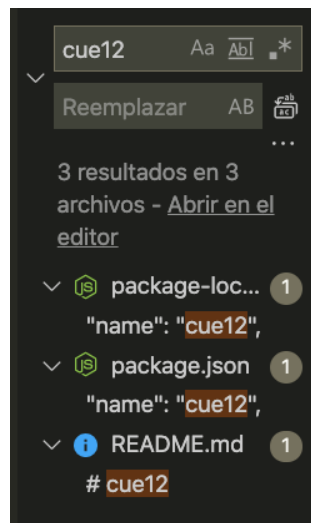 cue12 Aa Abl .*
Reemplazar AB
3 resultados en 3
archivos - Abrir en el
editor
package-loc... 1
"name": "cue12",
package.json 1
"name": "cue12",
README.md 1
# cue12